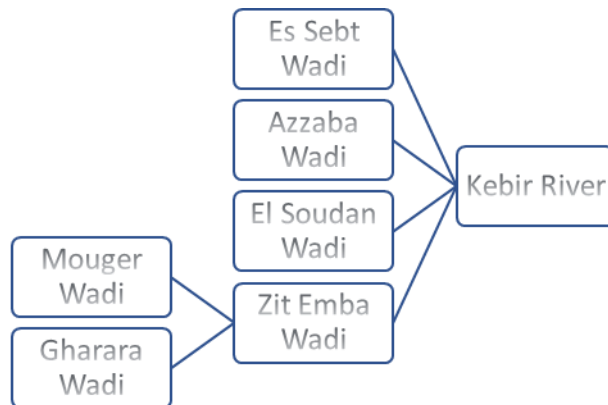 Es Sebt
Wadi
Azzaba
Wadi
Kebir River
El Soudan
Wadi
Mouger
Wadi
Zit Emba
Wadi
Gharara
Wadi